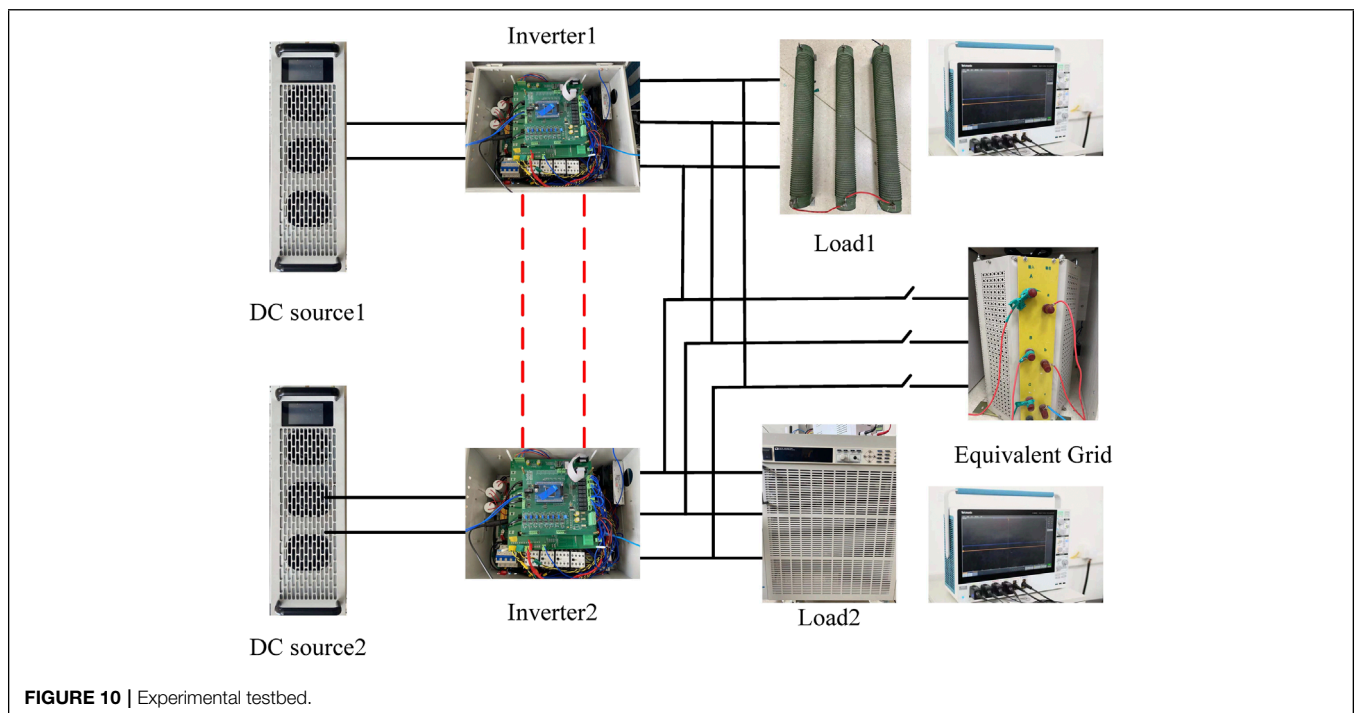 Inverter1
Load1
DC source1
Equivalent Grid
Inverter2
Load2
DC source2
FIGURE 10 | Experimental testbed.